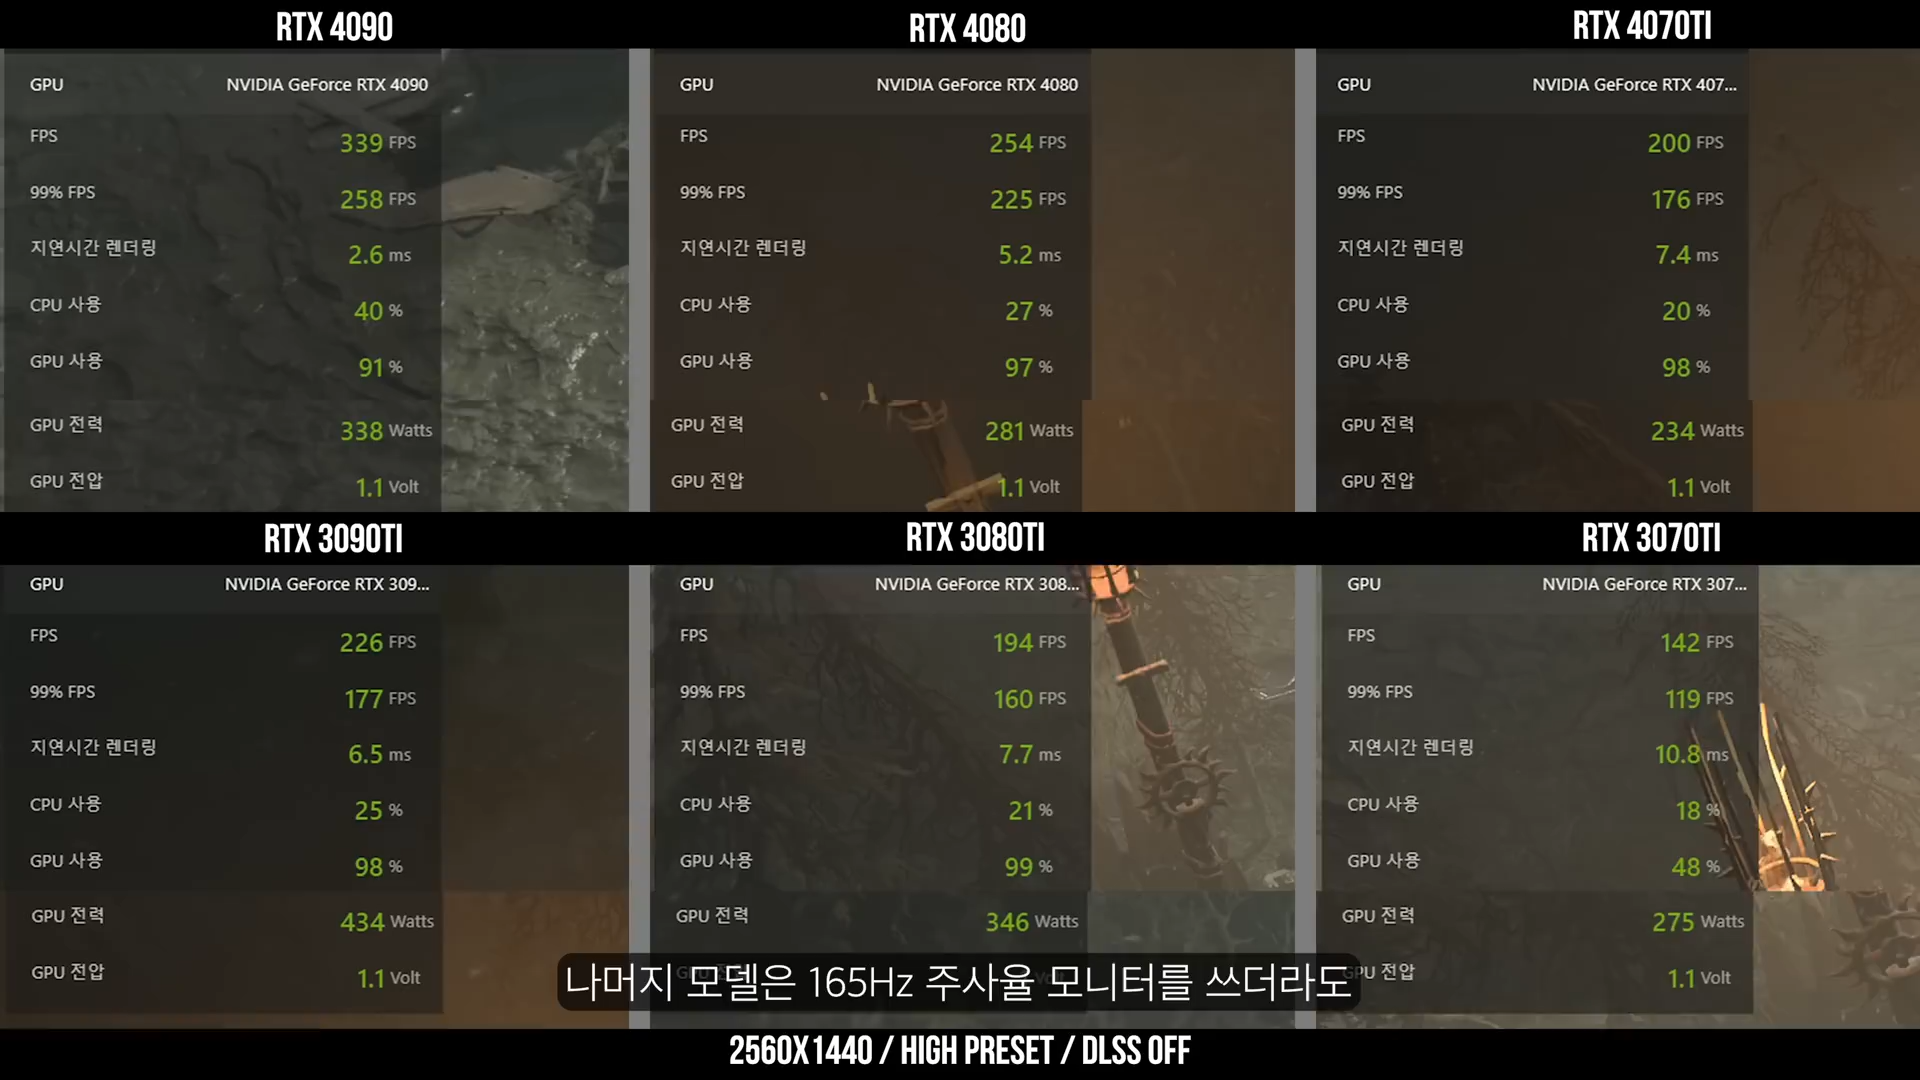 RTX 4090
GPU NVIDIA GeForce RTX 4090
FPS 339 FPS
99% FPS 258 FPS
지연시간 렌더링 2.6 ms
CPU 사용 40 %
GPU 사용 91 %
GPU 전력 338 Watts
GPU 전압 1.1 Volt
RTX 4080
GPU NVIDIA GeForce RTX 4080
FPS 254 FPS
99% FPS 225 FPS
지연시간 렌더링 5.2 ms
CPU 사용 27 %
GPU 사용 97 %
GPU 전력 281 Watts
GPU 전압 1.1 Volt
RTX 4070TI
GPU NVIDIA GeForce RTX 407...
FPS 200 FPS
99% FPS 176 FPS
지연시간 렌더링 7.4 ms
CPU 사용 20 %
GPU 사용 98 %
GPU 전력 234 Watts
GPU 전압 1.1 Volt
RTX 3090TI
GPU NVIDIA GeForce RTX 309...
FPS 226 FPS
99% FPS 177 FPS
지연시간 렌더링 6.5 ms
CPU 사용 25 %
GPU 사용 98 %
GPU 전력 434 Watts
GPU 전압 1.1 Volt
RTX 3080TI
GPU NVIDIA GeForce RTX 308...
FPS 194 FPS
99% FPS 160 FPS
지연시간 렌더링 7.7 ms
CPU 사용 21 %
GPU 사용 99 %
GPU 전력 346 Watts
RTX 3070TI
GPU NVIDIA GeForce RTX 307...
FPS 142 FPS
99% FPS 119 FPS
지연시간 렌더링 10.8 ms
CPU 사용 18 %
GPU 사용 48 %
GPU 전력 275 Watts
GPU 전압 1.1 Volt
나머지 모델은 165Hz 주사율 모니터를 쓰더라도
2560X1440 / HIGH PRESET / DLSS OFF